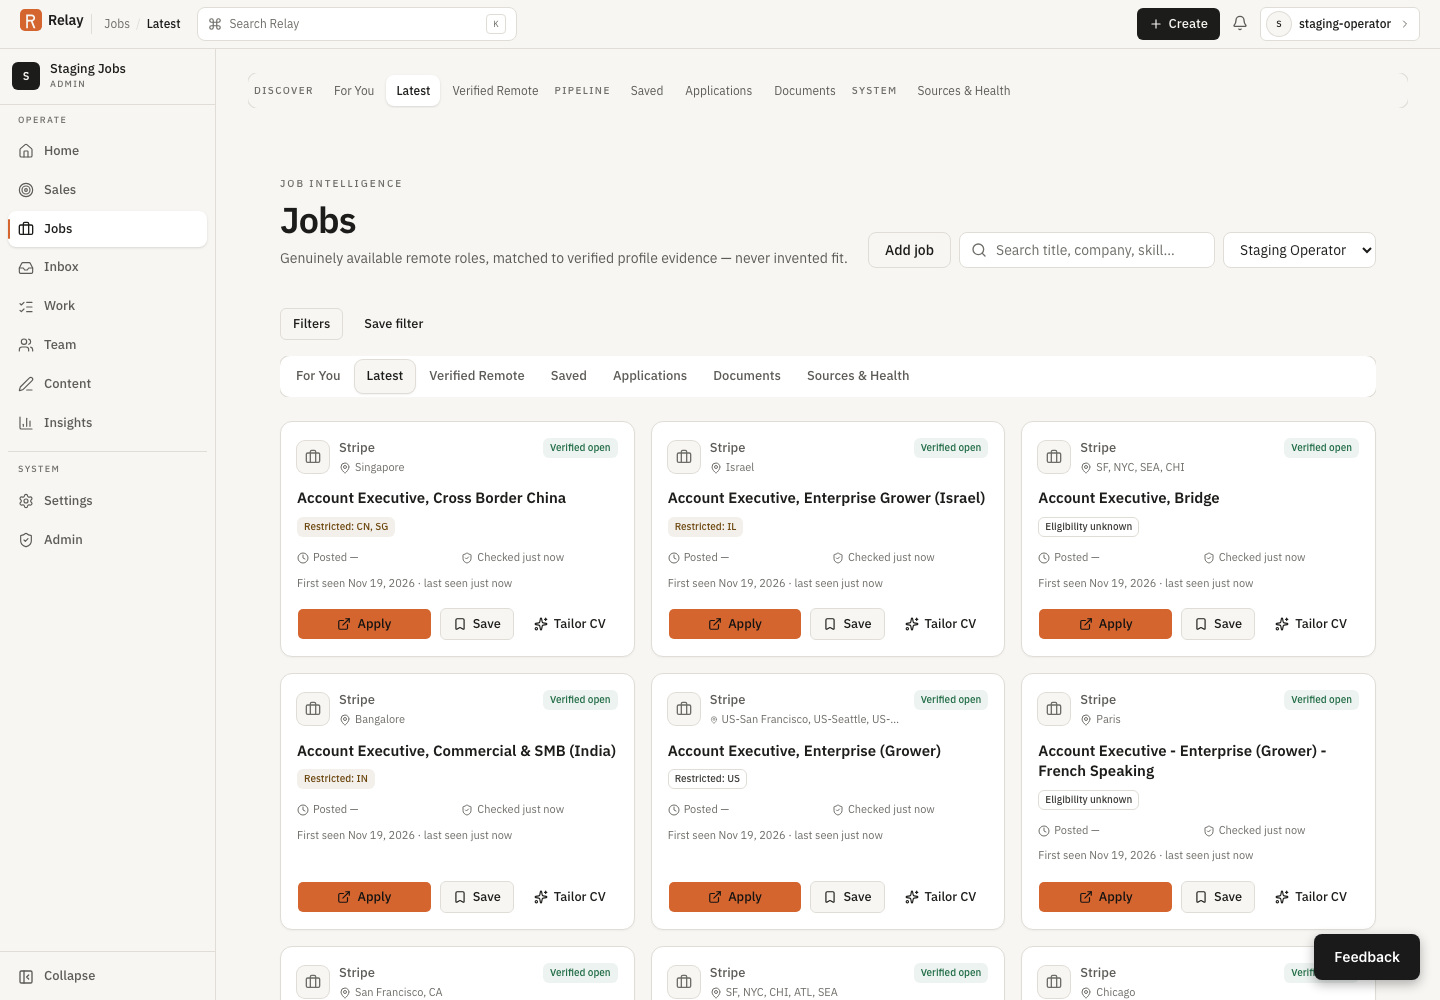 Relay
Jobs / Latest
Search Relay
K
Create
S
staging-operator
S
Staging Jobs
ADMIN
OPERATE
Home
Sales
Jobs
Inbox
Work
Team
Content
Insights
SYSTEM
Settings
Admin
Collapse
DISCOVER For You Latest Verified Remote PIPELINE Saved Applications Documents SYSTEM Sources & Health
JOB INTELLIGENCE
Jobs
Genuinely available remote roles, matched to verified profile evidence — never invented fit.
Add job
Search title, company, skill...
Staging Operator
Filters
Save filter
For You Latest Verified Remote Saved Applications Documents Sources & Health
Stripe
Verified open
Singapore
Account Executive, Cross Border China
Restricted: CN, SG
Posted —
Checked just now
First seen Nov 19, 2026 · last seen just now
Apply
Save
Tailor CV
Stripe
Verified open
Israel
Account Executive, Enterprise Grower (Israel)
Restricted: IL
Posted —
Checked just now
First seen Nov 19, 2026 · last seen just now
Apply
Save
Tailor CV
Stripe
Verified open
SF, NYC, SEA, CHI
Account Executive, Bridge
Eligibility unknown
Posted —
Checked just now
First seen Nov 19, 2026 · last seen just now
Apply
Save
Tailor CV
Stripe
Verified open
Bangalore
Account Executive, Commercial & SMB (India)
Restricted: IN
Posted —
Checked just now
First seen Nov 19, 2026 · last seen just now
Apply
Save
Tailor CV
Stripe
Verified open
US-San Francisco, US-Seattle, US-...
Account Executive, Enterprise (Grower)
Restricted: US
Posted —
Checked just now
First seen Nov 19, 2026 · last seen just now
Apply
Save
Tailor CV
Stripe
Verified open
Paris
Account Executive - Enterprise (Grower) -
French Speaking
Eligibility unknown
Posted —
Checked just now
First seen Nov 19, 2026 · last seen just now
Apply
Save
Tailor CV
Stripe
Verified open
San Francisco, CA
Stripe
Verified open
SF, NYC, CHI, ATL, SEA
Stripe
Chicago
Feedback